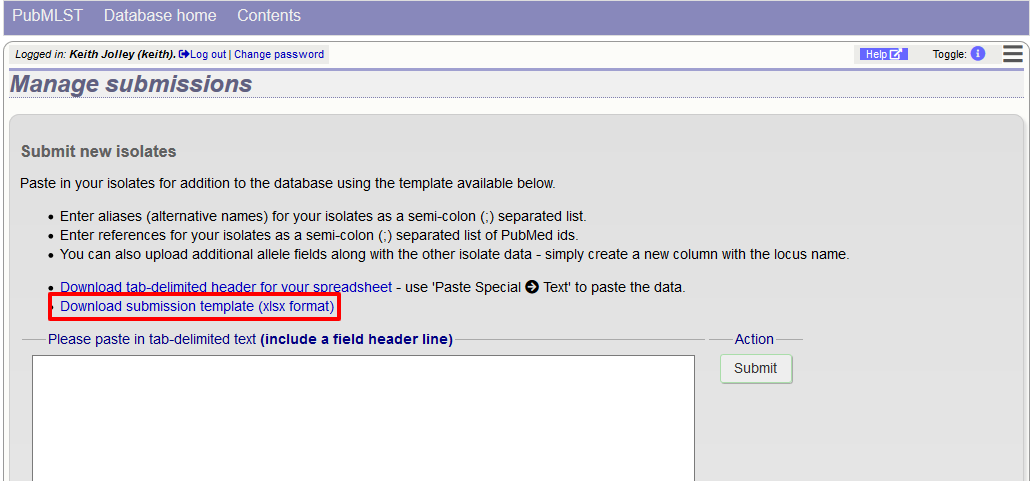 PubMLST Database home Contents
Logged in: Keith Jolley (keith). Log out | Change password Help Toggle:
Manage submissions
Submit new isolates
Paste in your isolates for addition to the database using the template available below.
• Enter aliases (alternative names) for your isolates as a semi-colon (;) separated list.
• Enter references for your isolates as a semi-colon (;) separated list of PubMed ids.
• You can also upload additional allele fields along with the other isolate data - simply create a new column with the locus name.
• Download tab-delimited header for your spreadsheet - use 'Paste Special ➔ Text' to paste the data.
• Download submission template (xlsx format)
Please paste in tab-delimited text (include a field header line) Action
Submit